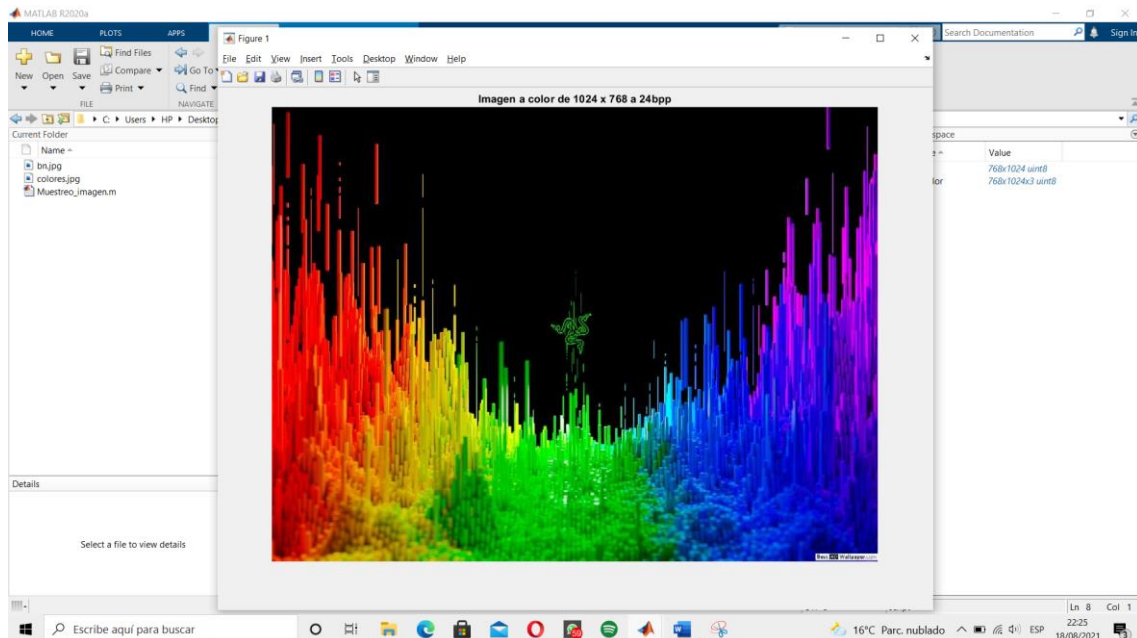 MATLAB R2020a
HOME PLOTS APPS
Search Documentation Sign In
New Open Save
Find Files
Compare
Print
Go To
Find
FILE NAVIGATE
C: Users HP Desktop
Current Folder
Name
bn.jpg
colores.jpg
Muestreo_imagen.m
Details
Select a file to view details
Figure 1
File Edit View Insert Tools Desktop Window Help
Imagen a color de 1024 x 768 a 24bpp
Value
768x1024 uint8
768x1024x3 uint8
Ln 8 Col 1
Escribe aquí para buscar
16°C Parc. nublado
ESP
22:25
18/08/2021